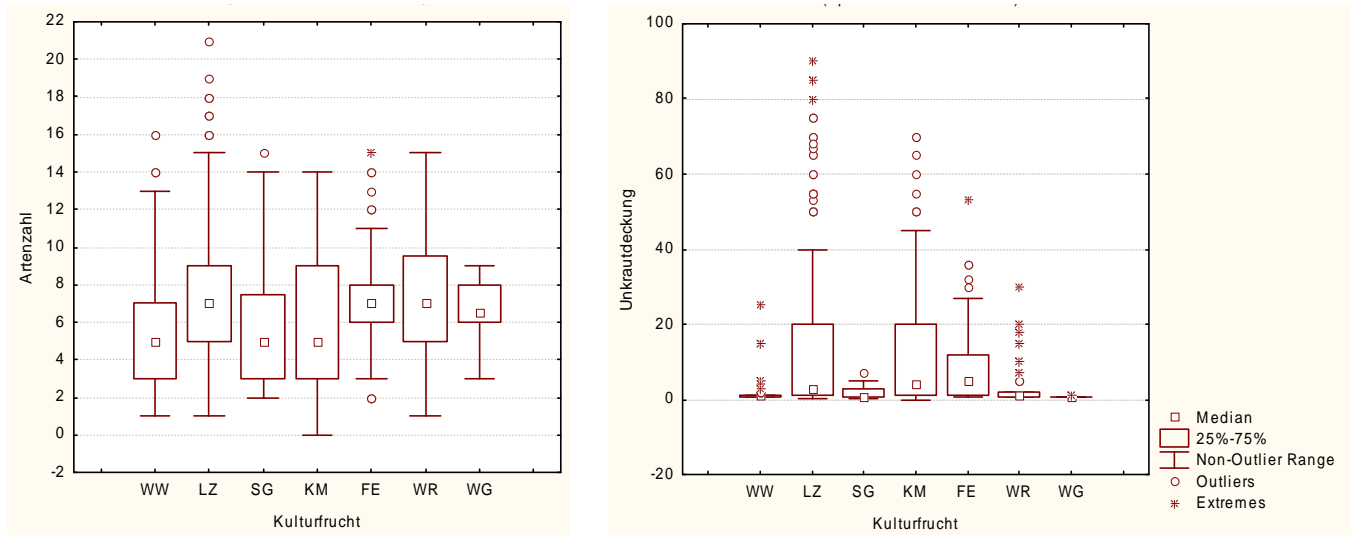 22
20
18
16
14
12
10
8
6
4
2
0
-2
Artenzahl
WW LZ SG KM FE WR WG
Kulturfrucht
100
80
60
40
20
0
-20
Unkrautdeckung
WW LZ SG KM FE WR WG
Kulturfrucht
Median
25%-75%
Non-Outlier Range
Outliers
Extremes